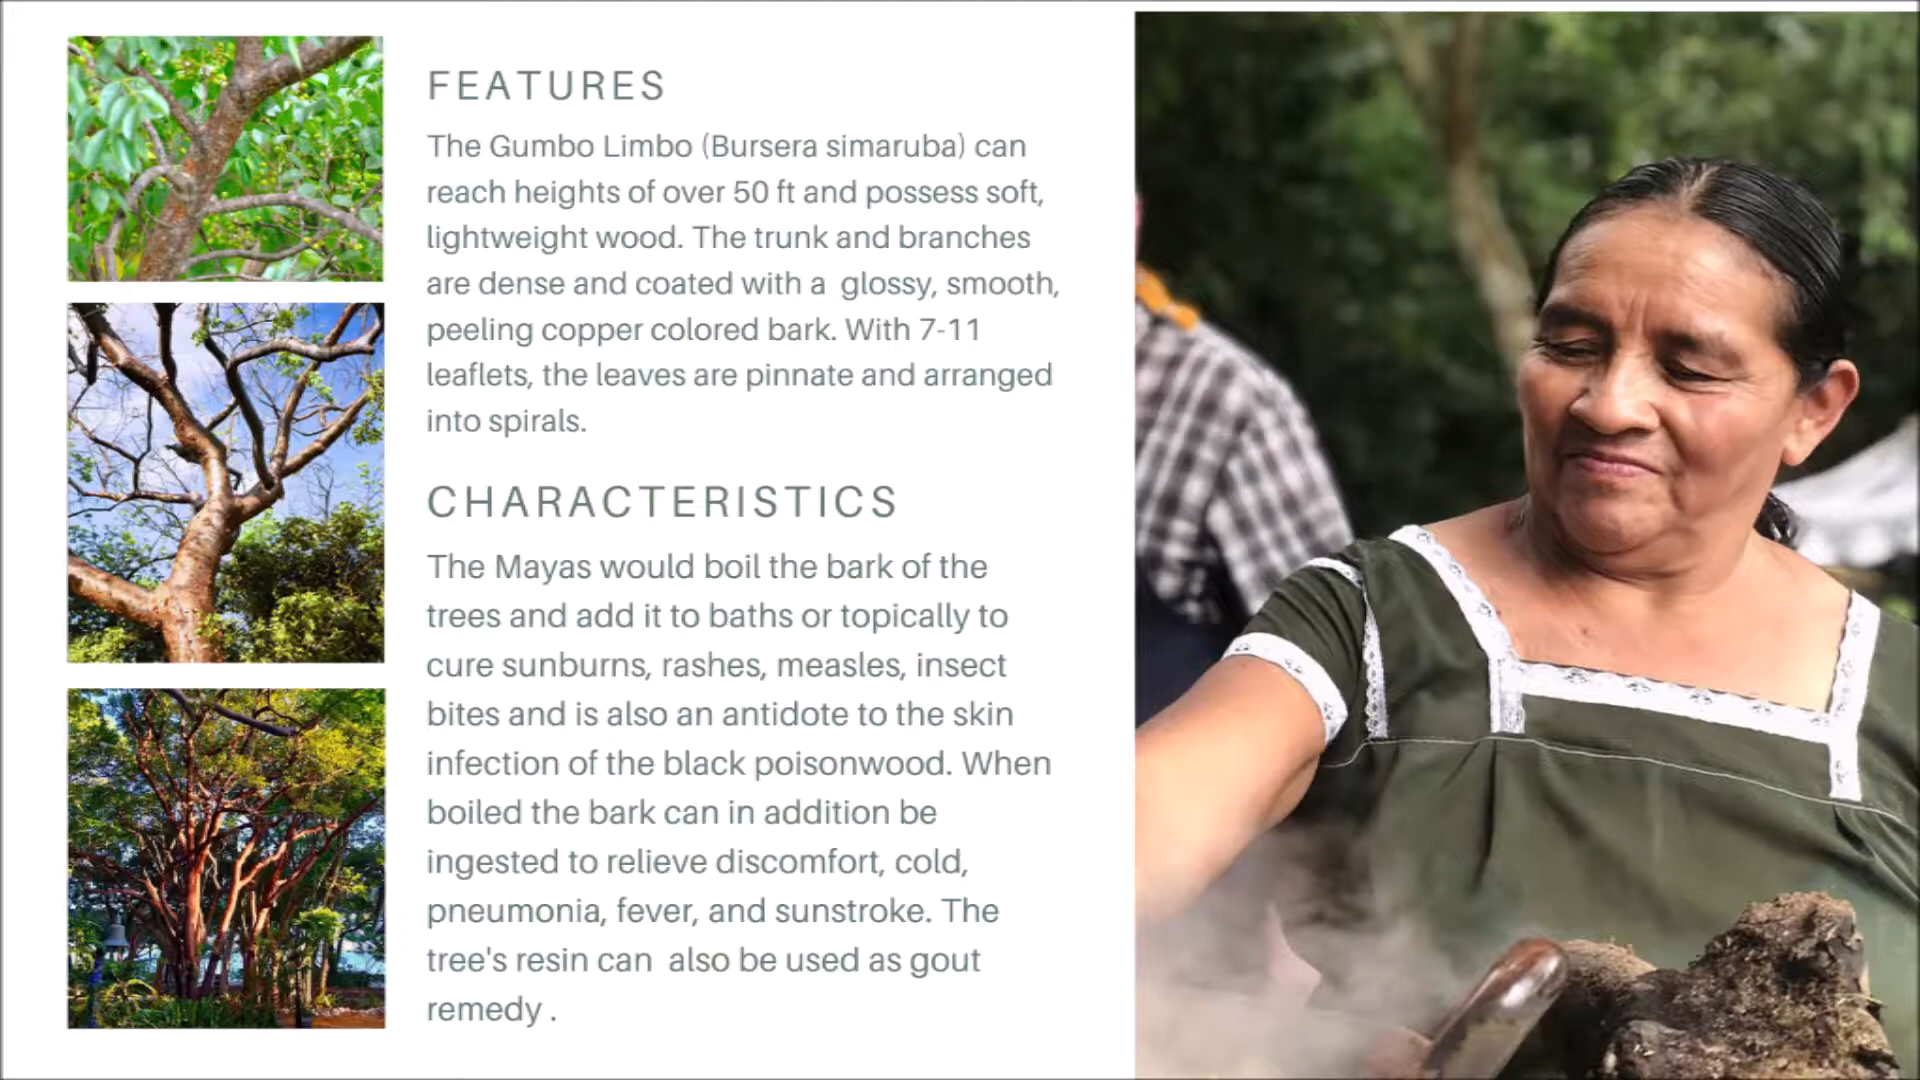 FEATURES
The Gumbo Limbo (Bursera simaruba) can
reach heights of over 50 ft and possess soft,
lightweight wood. The trunk and branches
are dense and coated with a  glossy, smooth,
peeling copper colored bark. With 7-11
leaflets, the leaves are pinnate and arranged
into spirals.
CHARACTERISTICS
The Mayas would boil the bark of the
trees and add it to baths or topically to
cure sunburns, rashes, measles, insect
bites and is also an antidote to the skin
infection of the black poisonwood. When
boiled the bark can in addition be
ingested to relieve discomfort, cold,
pneumonia, fever, and sunstroke. The
tree's resin can  also be used as gout
remedy .